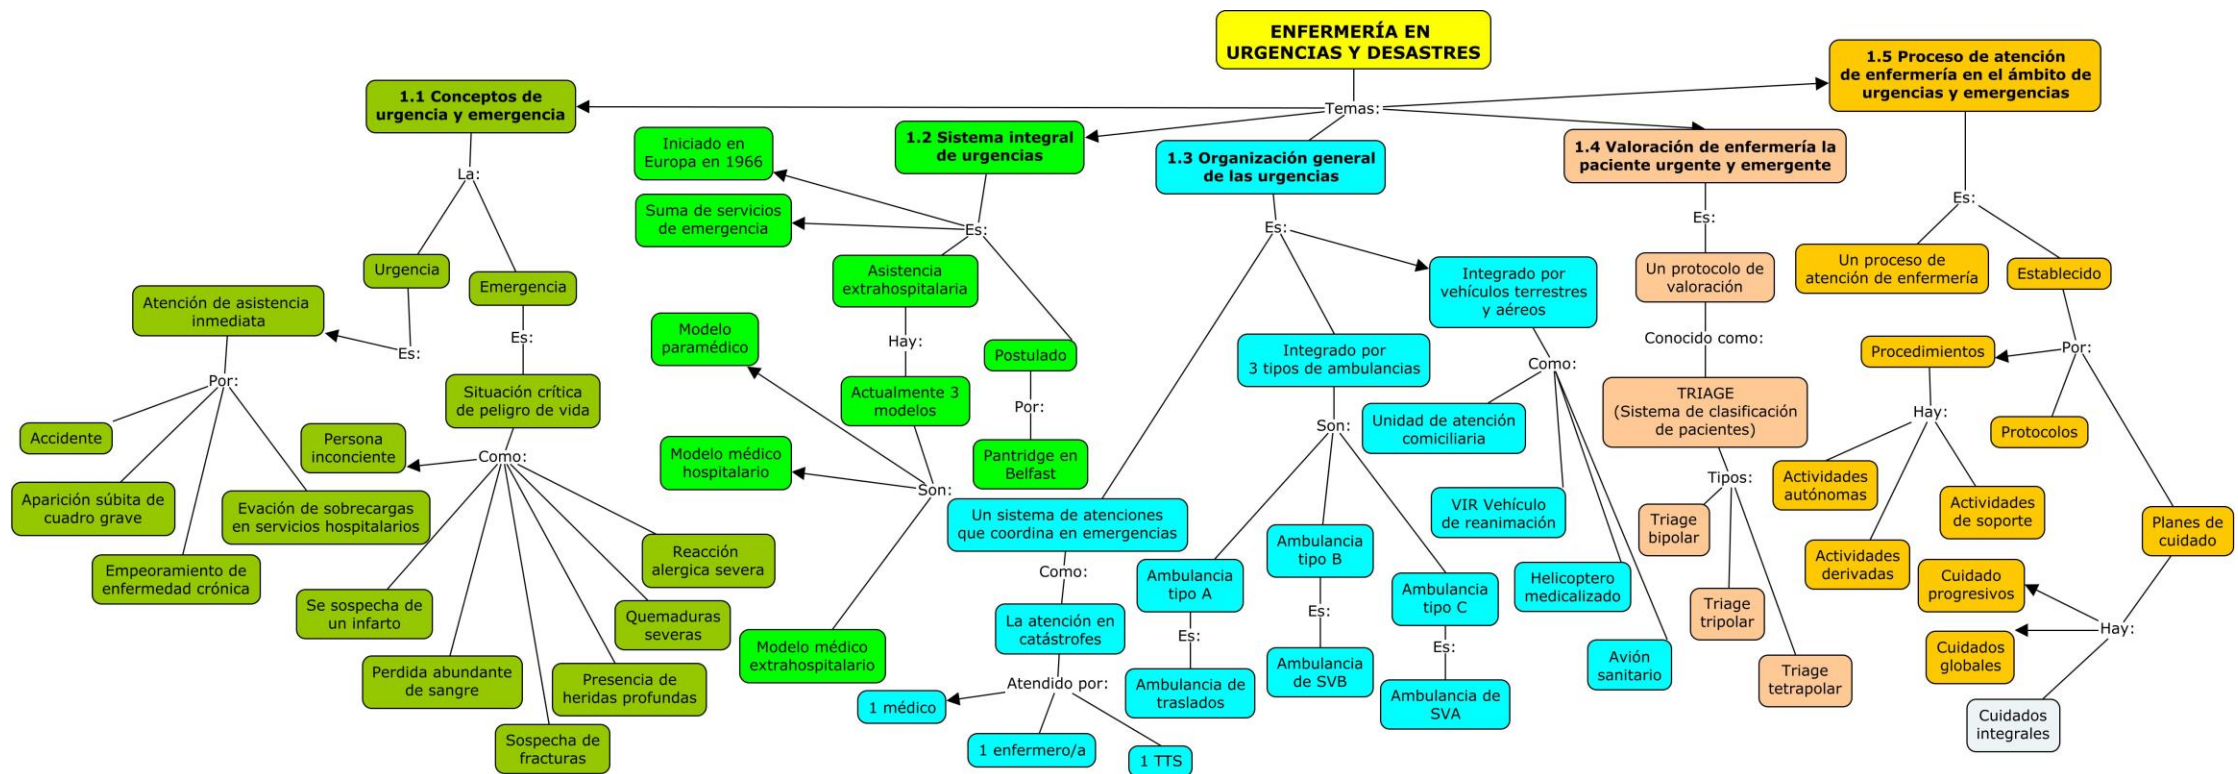 ENFERMERÍA EN
URGENCIAS Y DESASTRES
Temas:
1.1 Conceptos de
urgencia y emergencia
La:
Urgencia
Es:
Atención de asistencia
inmediata
Por:
Accidente
Aparición súbita de
cuadro grave
Empeoramiento de
enfermedad crónica
Evación de sobrecargas
en servicios hospitalarios
Emergencia
Es:
Situación crítica
de peligro de vida
Como:
Persona
inconciente
Se sospecha de
un infarto
Perdida abundante
de sangre
Sospecha de
fracturas
Presencia de
heridas profundas
Quemaduras
severas
Reacción
alergica severa
1.2 Sistema integral
de urgencias
Es:
Iniciado en
Europa en 1966
Suma de servicios
de emergencia
Asistencia
extrahospitalaria
Hay:
Actualmente 3
modelos
Son:
Modelo
paramédico
Modelo médico
hospitalario
Modelo médico
extrahospitalario
Postulado
Por:
Pantridge en
Belfast
1.3 Organización general
de las urgencias
Es:
Un sistema de atenciones
que coordina en emergencias
Como:
La atención en
catástrofes
Atendido por:
1 médico
1 enfermero/a
1 TTS
Integrado por
3 tipos de ambulancias
Son:
Ambulancia
tipo A
Es:
Ambulancia de
traslados
Ambulancia
tipo B
Es:
Ambulancia
de SVB
Ambulancia
tipo C
Es:
Ambulancia de
SVA
Integrado por
vehículos terrestres
y aéreos
Como:
Unidad de atención
comiciliaria
VIR Vehículo
de reanimación
Helicoptero
medicalizado
Avión
sanitario
1.4 Valoración de enfermería la
paciente urgente y emergente
Es:
Un protocolo de
valoración
Conocido como:
TRIAGE
(Sistema de clasificación
de pacientes)
Tipos:
Triage
bipolar
Triage
tripolar
Triage
tetrapolar
1.5 Proceso de atención
de enfermería en el ámbito de
urgencias y emergencias
Es:
Un proceso de
atención de enfermería
Establecido
Por:
Procedimientos
Hay:
Actividades
autónomas
Actividades
derivadas
Actividades
de soporte
Protocolos
Planes de
cuidado
Hay:
Cuidado
progresivos
Cuidados
globales
Cuidados
integrales